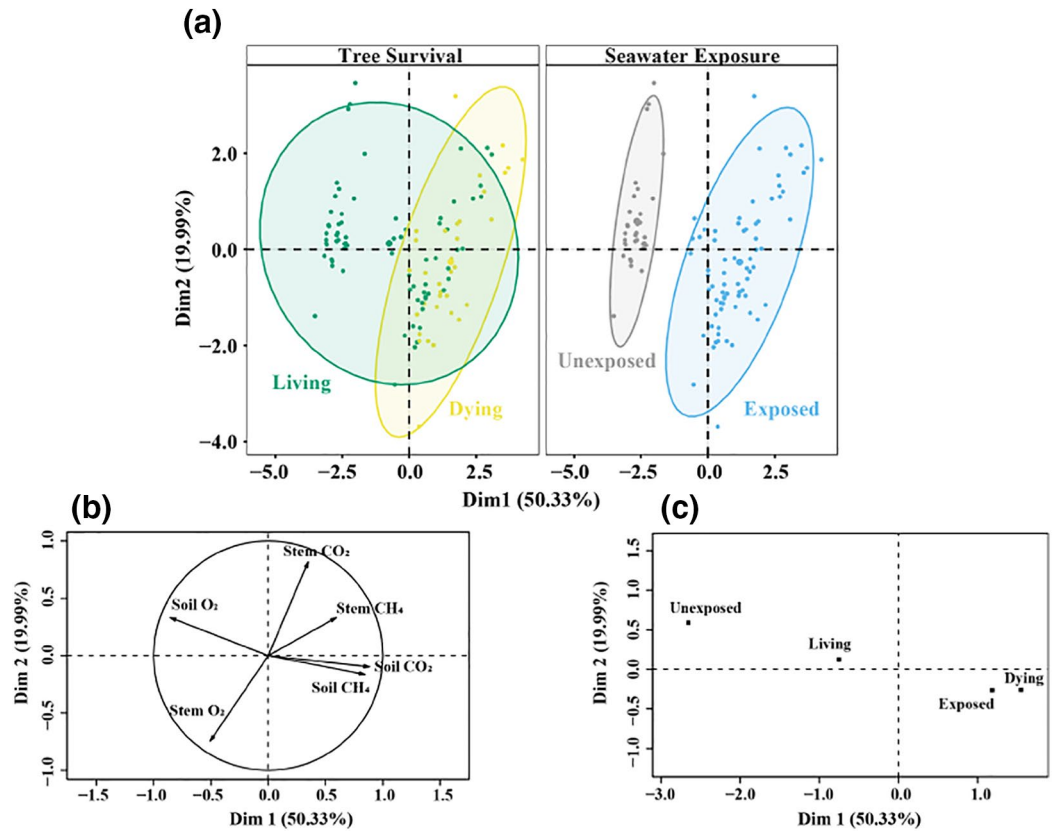 (a)
Tree Survival
Seawater Exposure
2.0
0.0
−2.0
−4.0
Dim2 (19.99%)
Living
Dying
Unexposed
Exposed
−5.0 −2.5 0.0 2.5 −5.0 −2.5 0.0 2.5
Dim1 (50.33%)
(b)
1.0
0.5
0.0
−0.5
−1.0
Dim 2 (19.99%)
Stem CO₂
Soil O₂
Stem CH₄
Soil CO₂
Soil CH₄
Stem O₂
−1.5 −1.0 −0.5 0.0 0.5 1.0 1.5
Dim 1 (50.33%)
(c)
1.5
1.0
0.5
0.0
−0.5
−1.0
Dim 2 (19.99%)
Unexposed
Living
Dying
Exposed
−3.0 −2.0 −1.0 0.0 1.0
Dim 1 (50.33%)